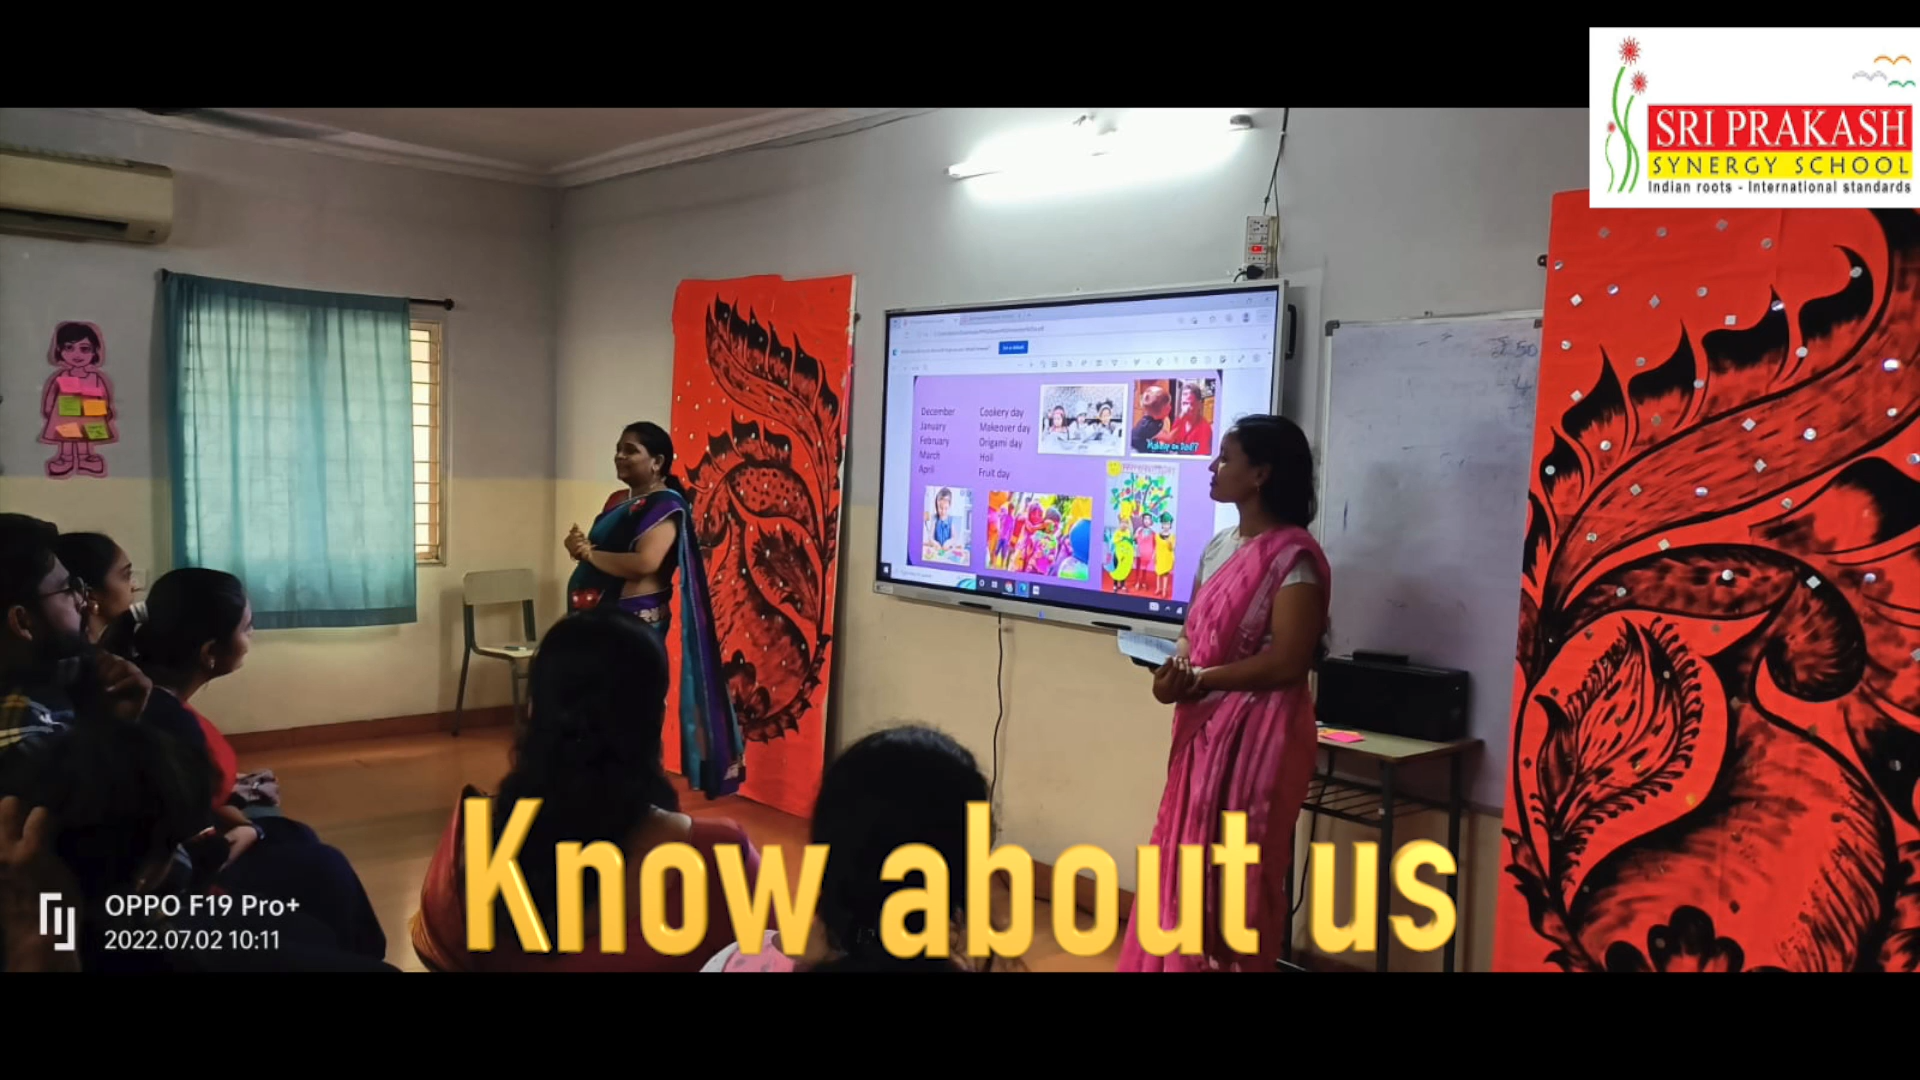 SRI PRAKASH
SYNERGY SCHOOL
Indian roots - International standards
December Cookery day
January Makeover day
February Origami day
March Holi
April Fruit day
Know about us
OPPO F19 Pro+
2022.07.02 10:11